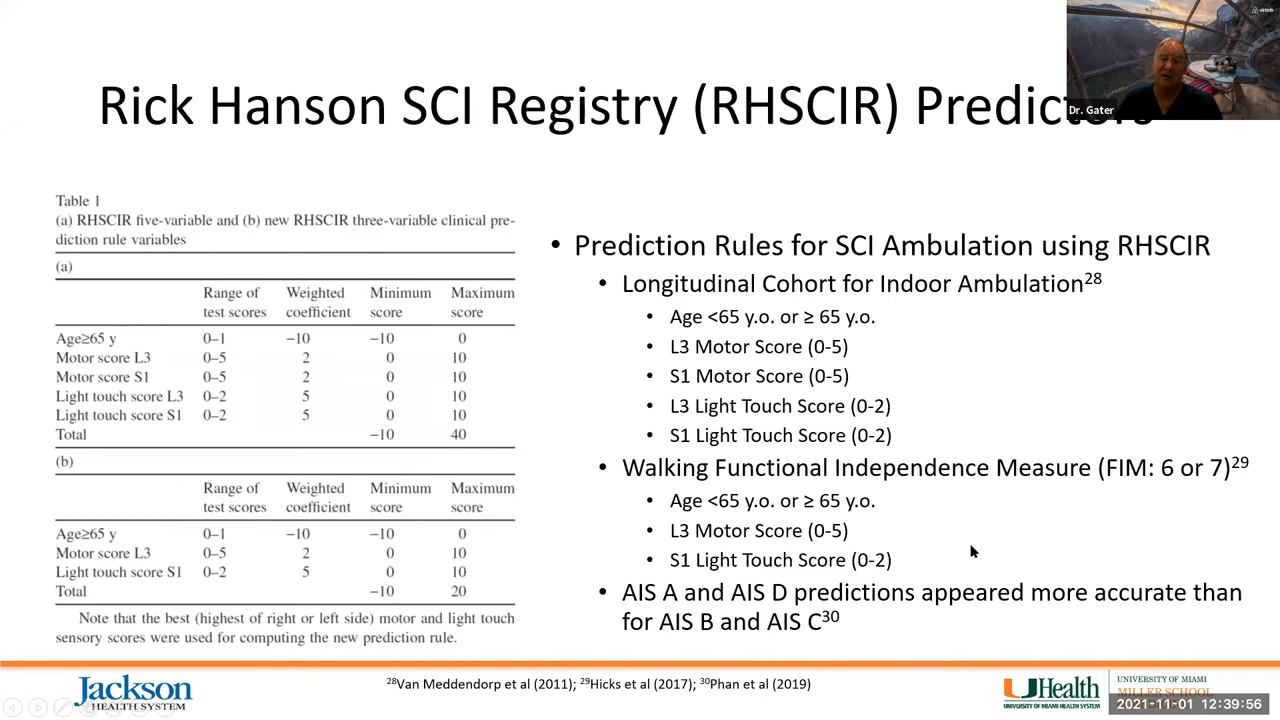 airbnb
Dr. Gater
Rick Hanson SCI Registry (RHSCIR) Predictors
Table 1
(a) RHSCIR five-variable and (b) new RHSCIR three-variable clinical pre-
diction rule variables
(a)
Range of Weighted Minimum Maximum
test scores coefficient score score
Age≥65 y 0–1 −10 −10 0
Motor score L3 0–5 2 0 10
Motor score S1 0–5 2 0 10
Light touch score L3 0–2 5 0 10
Light touch score S1 0–2 5 0 10
Total −10 40
(b)
Range of Weighted Minimum Maximum
test scores coefficient score score
Age≥65 y 0–1 −10 −10 0
Motor score L3 0–5 2 0 10
Light touch score S1 0–2 5 0 10
Total −10 20
Note that the best (highest of right or left side) motor and light touch
sensory scores were used for computing the new prediction rule.
• Prediction Rules for SCI Ambulation using RHSCIR
• Longitudinal Cohort for Indoor Ambulation28
• Age <65 y.o. or ≥ 65 y.o.
• L3 Motor Score (0-5)
• S1 Motor Score (0-5)
• L3 Light Touch Score (0-2)
• S1 Light Touch Score (0-2)
• Walking Functional Independence Measure (FIM: 6 or 7)29
• Age <65 y.o. or ≥ 65 y.o.
• L3 Motor Score (0-5)
• S1 Light Touch Score (0-2)
• AIS A and AIS D predictions appeared more accurate than
for AIS B and AIS C30
Jackson
HEALTH SYSTEM
28Van Meddendorp et al (2011); 29Hicks et al (2017); 30Phan et al (2019)
UHealth
UNIVERSITY OF MIAMI HEALTH SYSTEM
UNIVERSITY OF MIAMI
MILLER SCHOOL
2021-11-01 12:39:56